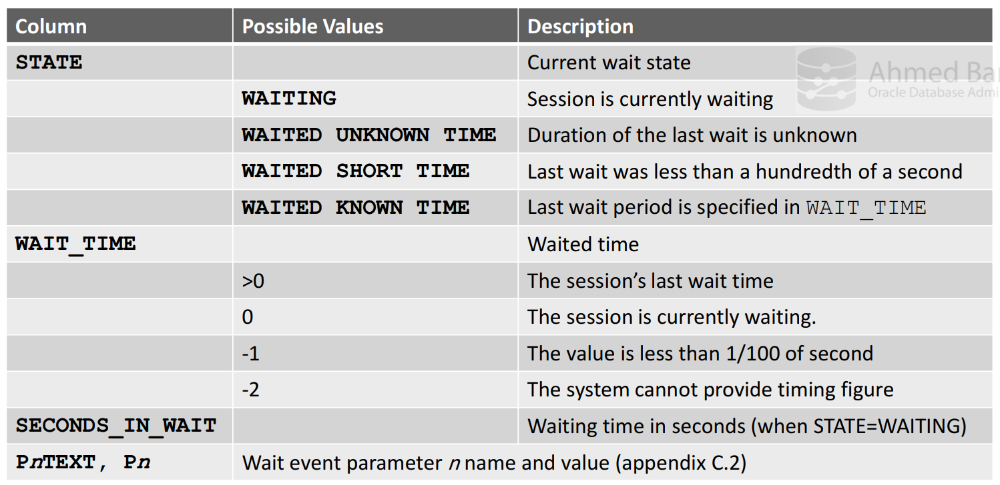 Column Possible Values Description
STATE Current wait state
Ahmed Ba
Oracle Database Admi
WAITING Session is currently waiting
WAITED UNKNOWN TIME Duration of the last wait is unknown
WAITED SHORT TIME Last wait was less than a hundredth of a second
WAITED KNOWN TIME Last wait period is specified in WAIT_TIME
WAIT_TIME Waited time
>0 The session’s last wait time
0 The session is currently waiting.
-1 The value is less than 1/100 of second
-2 The system cannot provide timing figure
SECONDS_IN_WAIT Waiting time in seconds (when STATE=WAITING)
PnTEXT, Pn Wait event parameter n name and value (appendix C.2)